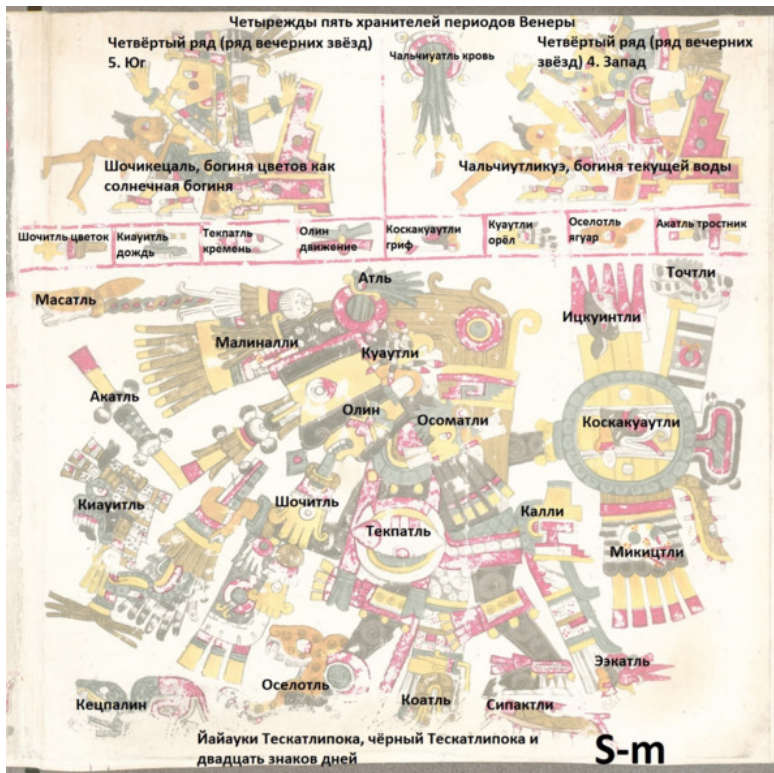 Четырежды пять хранителей периодов Венеры
Четвёртый ряд (ряд вечерних звёзд)
5. Юг
Чальчиуатль кровь
Четвёртый ряд (ряд вечерних
звёзд) 4. Запад
Шочикецаль, богиня цветов как
солнечная богиня
Чальчиутликуэ, богиня текущей воды
Шочитль цветок
Киауитль
дождь
Текпатль
кремень
Олин
движение
Коскакуаутли
гриф
Куаутли
орёл
Оселотль
ягуар
Акатль тростник
Масатль
Атль
Точтли
Ицкуинтли
Малиналли
Куаутли
Акатль
Олин
Осоматли
Коскакуаутли
Киауитль
Шочитль
Калли
Текпатль
Микицтли
Ээкатль
Оселотль
Кецпалин
Коатль
Сипактли
Йайауки Тескатлипока, чёрный Тескатлипока и
двадцать знаков дней
S-m